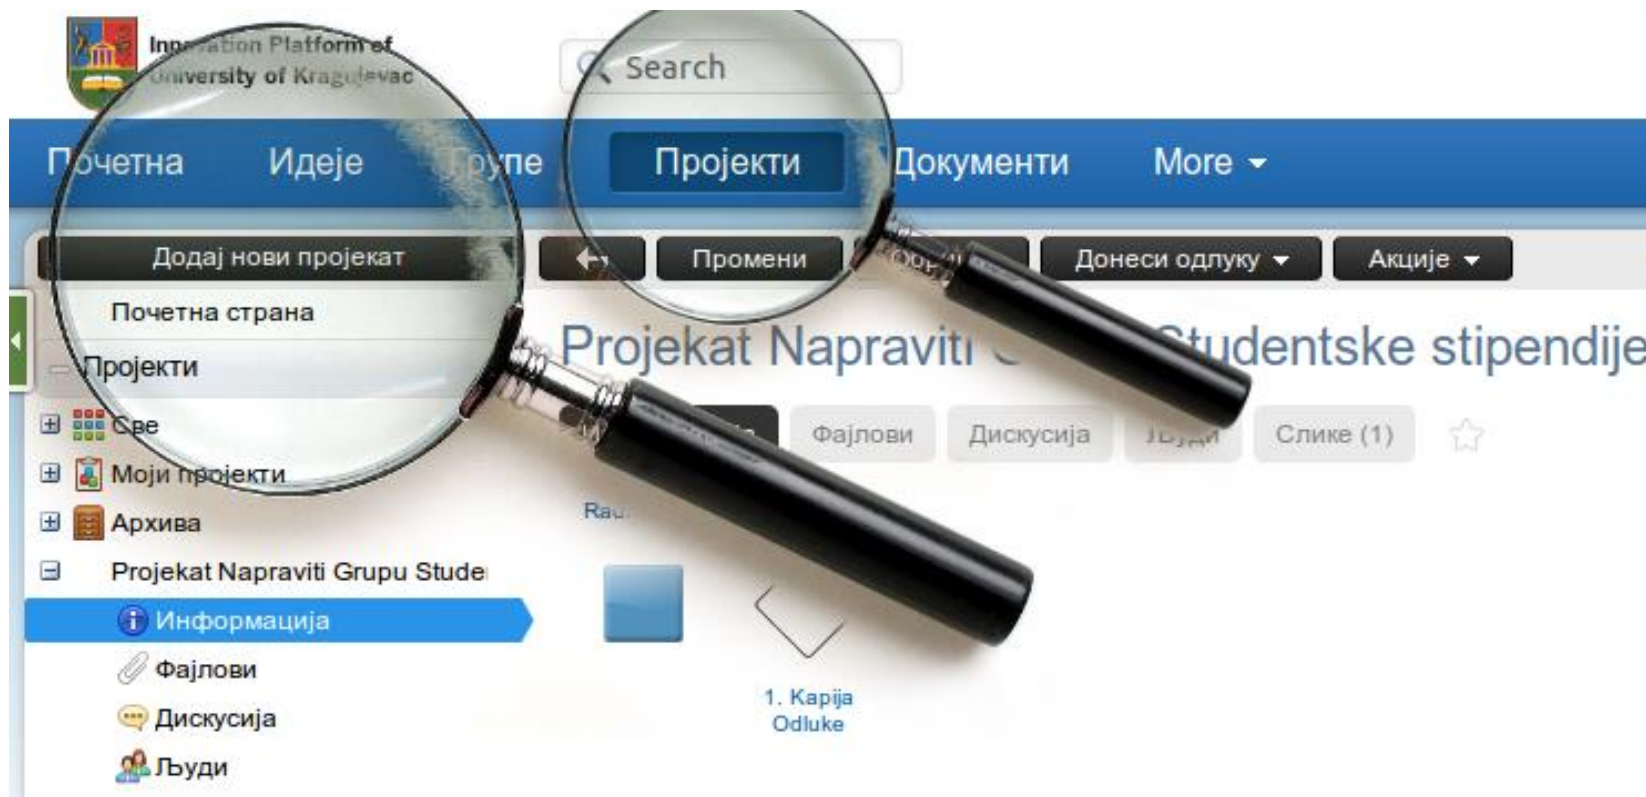 Innovation Platform of
University of Kragujevac
Search
Почетна Идеје Групе Пројекти Документи More
Додај нови пројекат Промени Донеси одлуку Акције
Почетна страна
Projekat Napraviti Studentske stipendije
Пројекти
Све Фајлови Дискусија Људи Слике (1)
Моји пројекти
Архива
Projekat Napraviti Grupu Stude
Информација
Фајлови
1. Kapija
Odluke
Дискусија
Људи